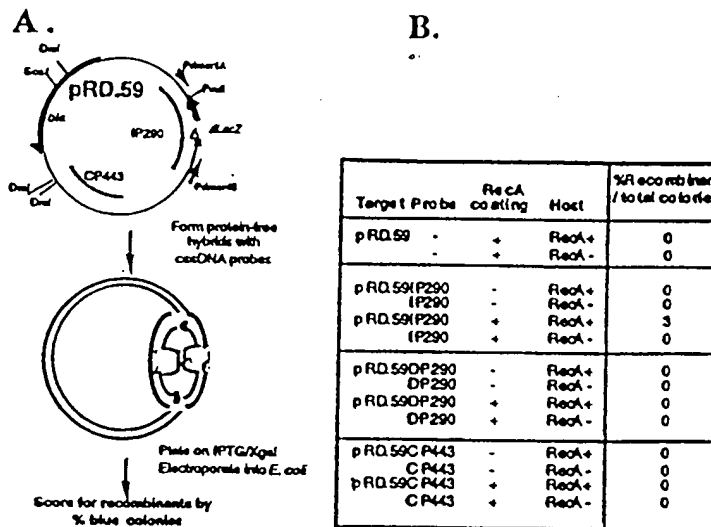 A.
B.
pRD.59
IP290
CP443
Form protein-free
hybrids with
cssDNA probes
Plate on IPTG/Xgal
Electroporate into E. coli
Score for recombinants by
% blue colonies
Target Probe RecA coating Host %Recombinant / total colonies
pRD.59 - + RecA+ 0
- + RecA- 0
pRD.59 IP290 - RecA+ 0
IP290 - RecA- 0
pRD.59 IP290 + RecA+ 3
IP290 + RecA- 0
pRD.59 DP290 - RecA+ 0
DP290 - RecA- 0
pRD.59 DP290 + RecA+ 0
DP290 + RecA- 0
pRD.59 CP443 - RecA+ 0
CP443 - RecA- 0
pRD.59 CP443 + RecA+ 0
CP443 + RecA- 0